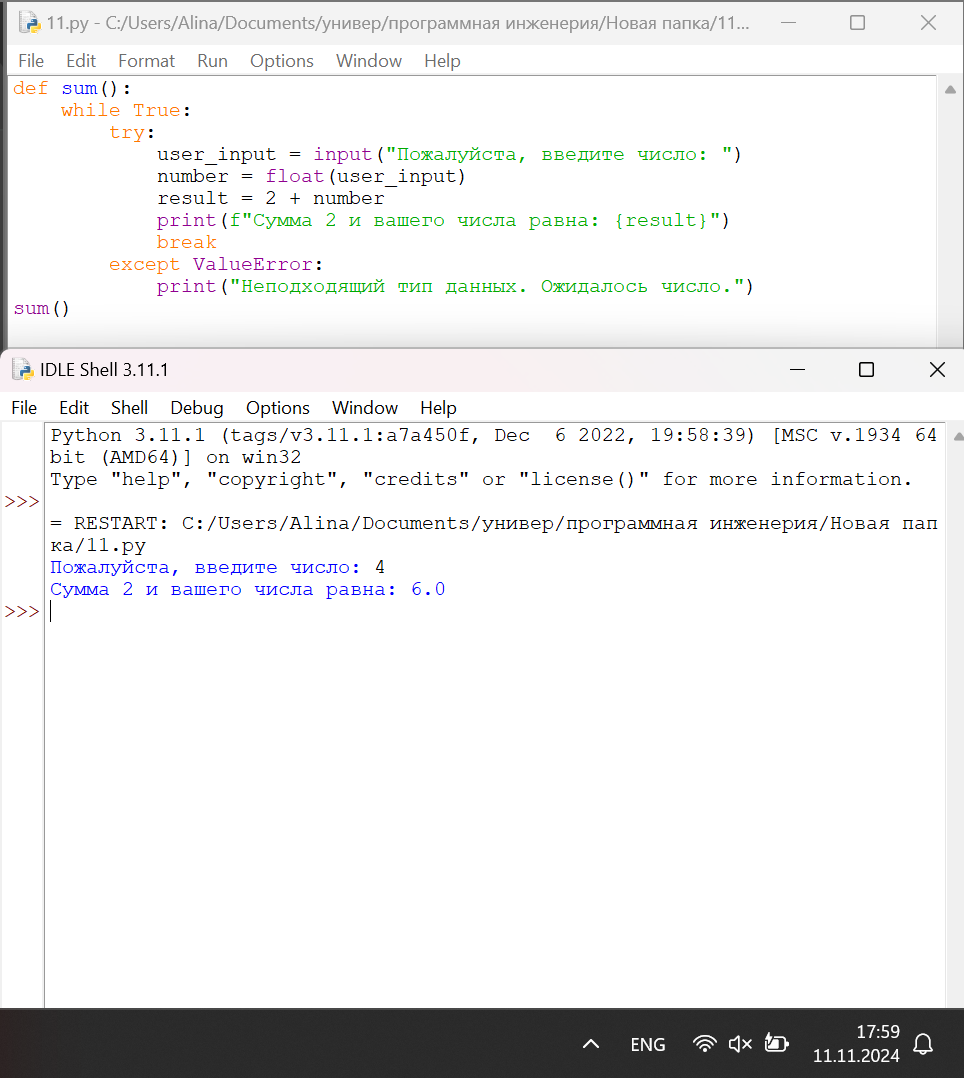 11.py - C:/Users/Alina/Documents/универ/программная инженерия/Новая папка/11...
File Edit Format Run Options Window Help
def sum():
    while True:
        try:
            user_input = input("Пожалуйста, введите число: ")
            number = float(user_input)
            result = 2 + number
            print(f"Сумма 2 и вашего числа равна: {result}")
            break
        except ValueError:
            print("Неподходящий тип данных. Ожидалось число.")
sum()
IDLE Shell 3.11.1
File Edit Shell Debug Options Window Help
Python 3.11.1 (tags/v3.11.1:a7a450f, Dec  6 2022, 19:58:39) [MSC v.1934 64
bit (AMD64)] on win32
Type "help", "copyright", "credits" or "license()" for more information.
>>>
= RESTART: C:/Users/Alina/Documents/универ/программная инженерия/Новая пап
ка/11.py
Пожалуйста, введите число: 4
Сумма 2 и вашего числа равна: 6.0
>>>
ENG
17:59
11.11.2024